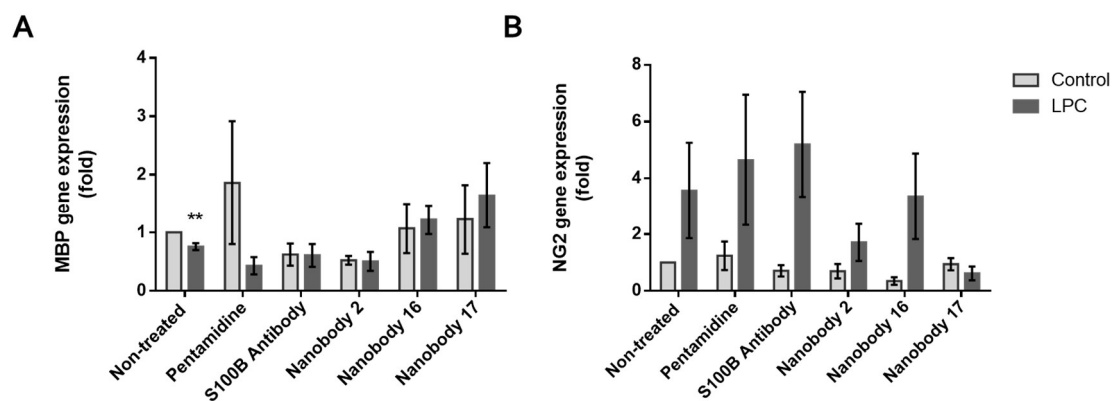 A
MBP gene expression
(fold)
4
3
2
1
0
**
Non-treated
Pentamidine
S100B Antibody
Nanobody 2
Nanobody 16
Nanobody 17
B
NG2 gene expression
(fold)
8
6
4
2
0
Non-treated
Pentamidine
S100B Antibody
Nanobody 2
Nanobody 16
Nanobody 17
Control
LPC